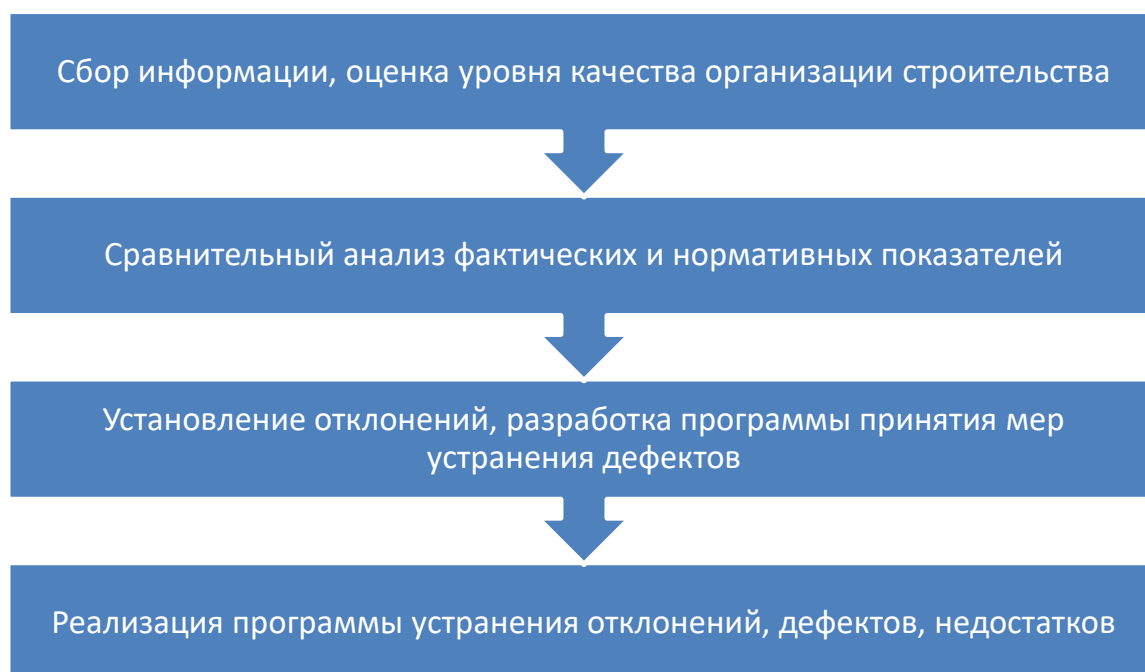 Сбор информации, оценка уровня качества организации строительства
Сравнительный анализ фактических и нормативных показателей
Установление отклонений, разработка программы принятия мер
устранения дефектов
Реализация программы устранения отклонений, дефектов, недостатков